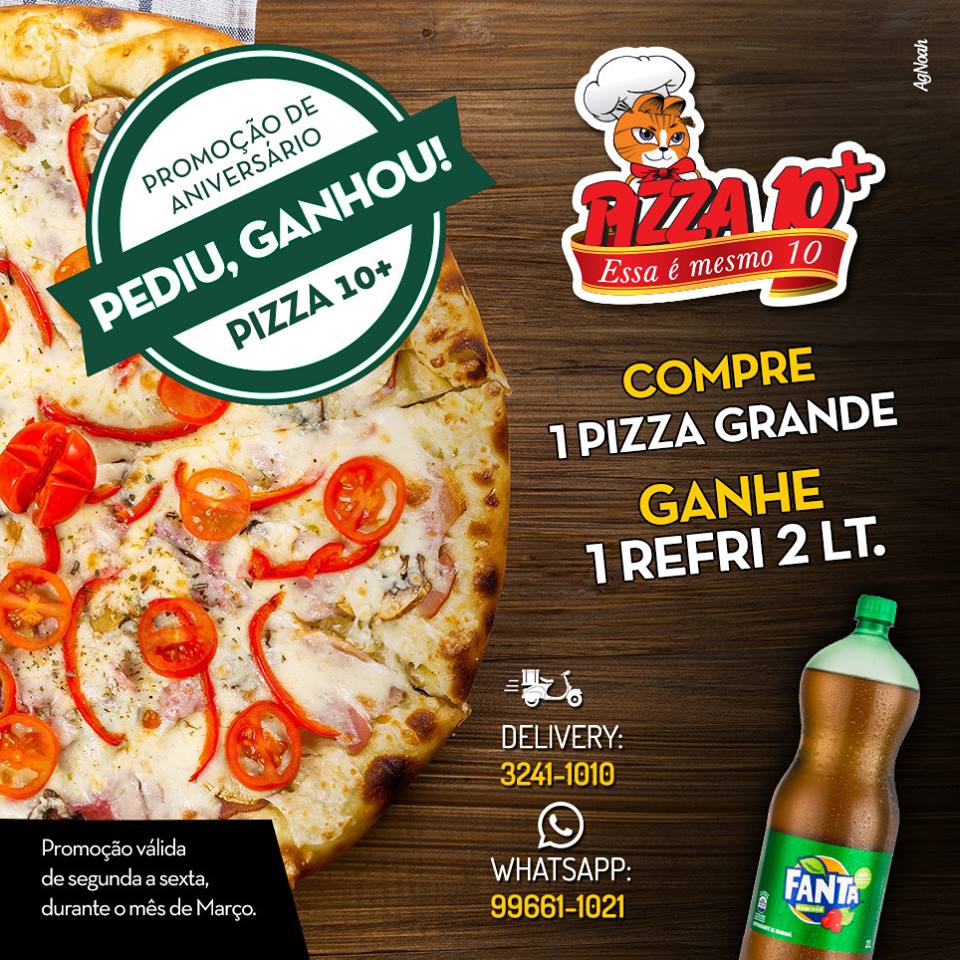 AgNoah
PROMOÇÃO DE
ANIVERSÁRIO
PEDIU, GANHOU!
PIZZA 10+
PIZZA 10+
Essa é mesmo 10
COMPRE
1 PIZZA GRANDE
GANHE
1 REFRI 2 LT.
DELIVERY:
3241-1010
WHATSAPP:
99661-1021
Promoção válida
de segunda a sexta,
durante o mês de Março.
FANTA
2L